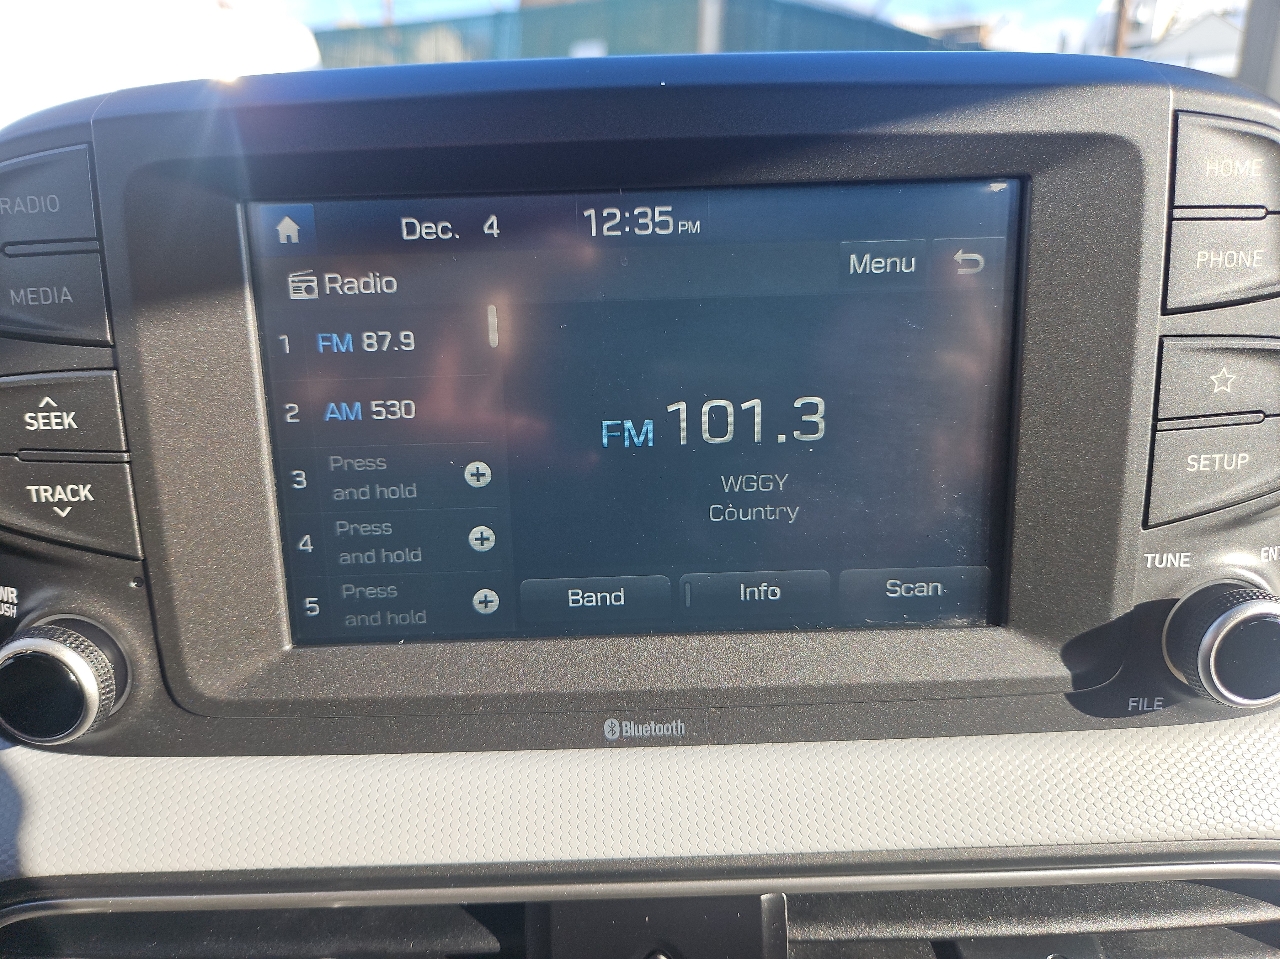 RADIO
MEDIA
SEEK
TRACK
Dec. 4 12:35 PM
Radio
Menu
1 FM 87.9
2 AM 530
3 Press
and hold
4 Press
and hold
5 Press
and hold
FM 101.3
WGGY
Country
Band
Info
Scan
HOME
PHONE
SETUP
TUNE
FILE
Bluetooth